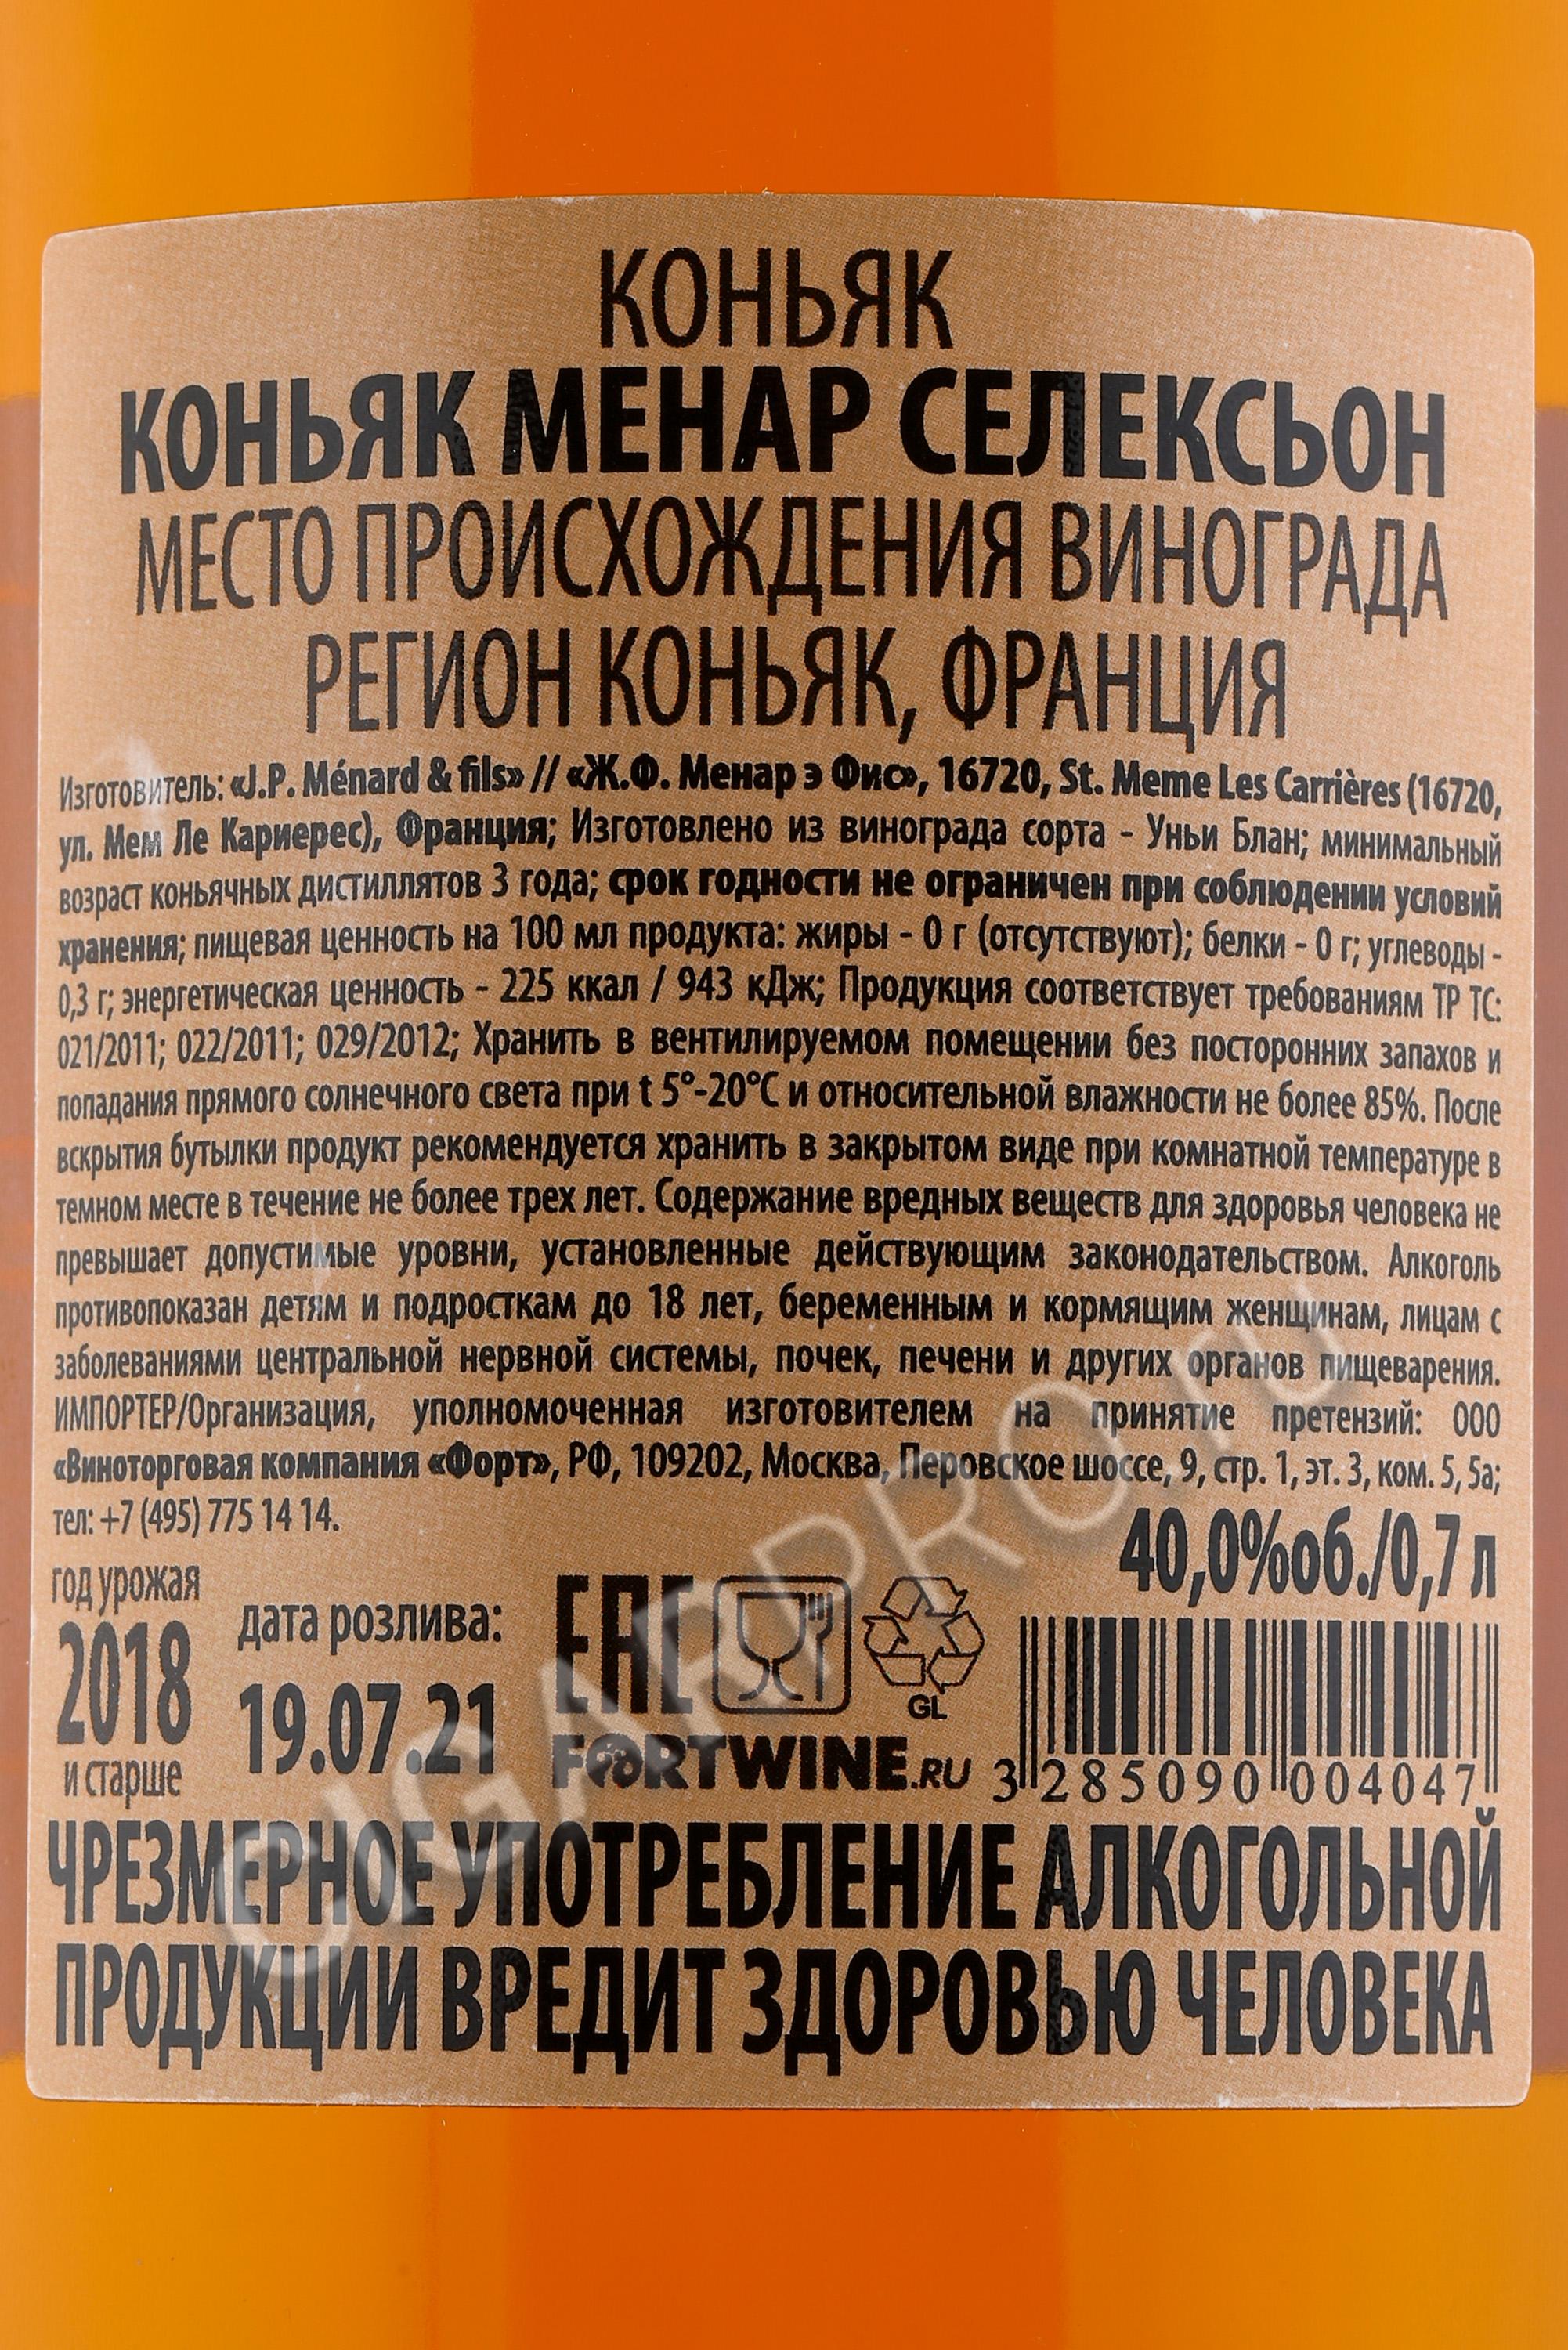 КОНЬЯК
КОНЬЯК МЕНАР СЕЛЕКСЬОН
МЕСТО ПРОИСХОЖДЕНИЯ ВИНОГРАДА
РЕГИОН КОНЬЯК, ФРАНЦИЯ
Изготовитель: «J.P. Ménard & fils» // «Ж.Ф. Менар э Фис», 16720, St. Meme Les Carrières (16720,
ул. Мем Ле Кариерес), Франция; Изготовлено из винограда сорта - Уньи Блан; минимальный
возраст коньячных дистиллятов 3 года; срок годности не ограничен при соблюдении условий
хранения; пищевая ценность на 100 мл продукта: жиры - 0 г (отсутствуют); белки - 0 г; углеводы -
0,3 г; энергетическая ценность - 225 ккал / 943 кДж; Продукция соответствует требованиям ТР ТС:
021/2011; 022/2011; 029/2012; Хранить в вентилируемом помещении без посторонних запахов и
попадания прямого солнечного света при t 5°-20°C и относительной влажности не более 85%. После
вскрытия бутылки продукт рекомендуется хранить в закрытом виде при комнатной температуре в
темном месте в течение не более трех лет. Содержание вредных веществ для здоровья человека не
превышает допустимые уровни, установленные действующим законодательством. Алкоголь
противопоказан детям и подросткам до 18 лет, беременным и кормящим женщинам, лицам с
заболеваниями центральной нервной системы, почек, печени и других органов пищеварения.
ИМПОРТЕР/Организация, уполномоченная изготовителем на принятие претензий: ООО
«Виноторговая компания «Форт», РФ, 109202, Москва, Перовское шоссе, 9, стр. 1, эт. 3, ком. 5, 5а;
тел: +7 (495) 775 14 14.
40,0%об./0,7 л
год урожая
2018
и старше
дата розлива:
19.07.21
EAC
GL
FORTWINE.RU
3 285090 004047
ЧРЕЗМЕРНОЕ УПОТРЕБЛЕНИЕ АЛКОГОЛЬНОЙ
ПРОДУКЦИИ ВРЕДИТ ЗДОРОВЬЮ ЧЕЛОВЕКА
CIGARPRO.ru